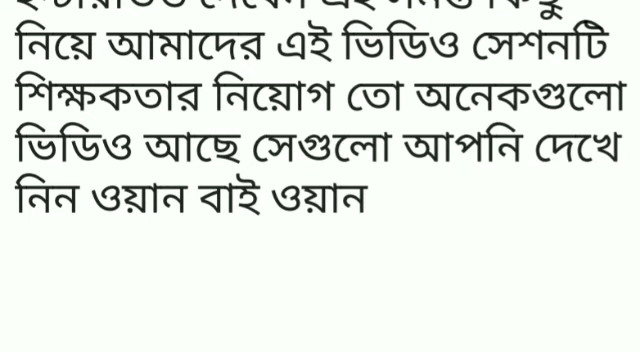 নিয়ে আমাদের এই ভিডিও সেশনটি
শিক্ষকতার নিয়োগ তো অনেকগুলো
ভিডিও আছে সেগুলো আপনি দেখে
নিন ওয়ান বাই ওয়ান